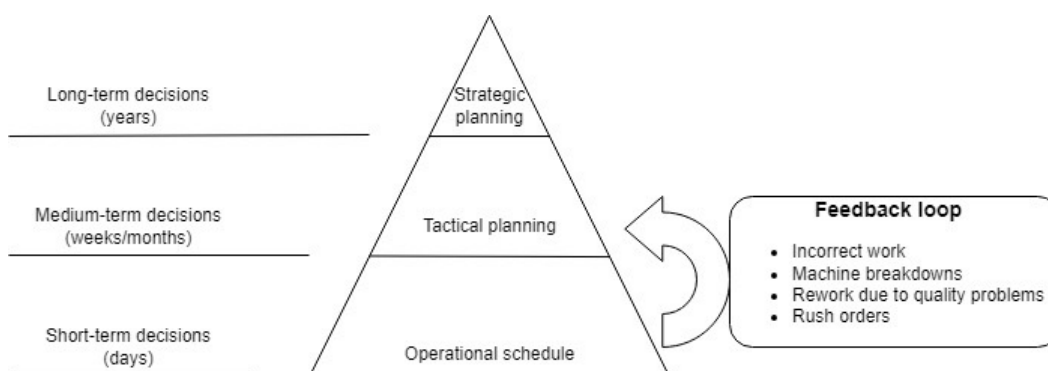 Long-term decisions
(years)
Strategic
planning
Medium-term decisions
(weeks/months)
Tactical planning
Feedback loop
• Incorrect work
• Machine breakdowns
• Rework due to quality problems
• Rush orders
Short-term decisions
(days)
Operational schedule